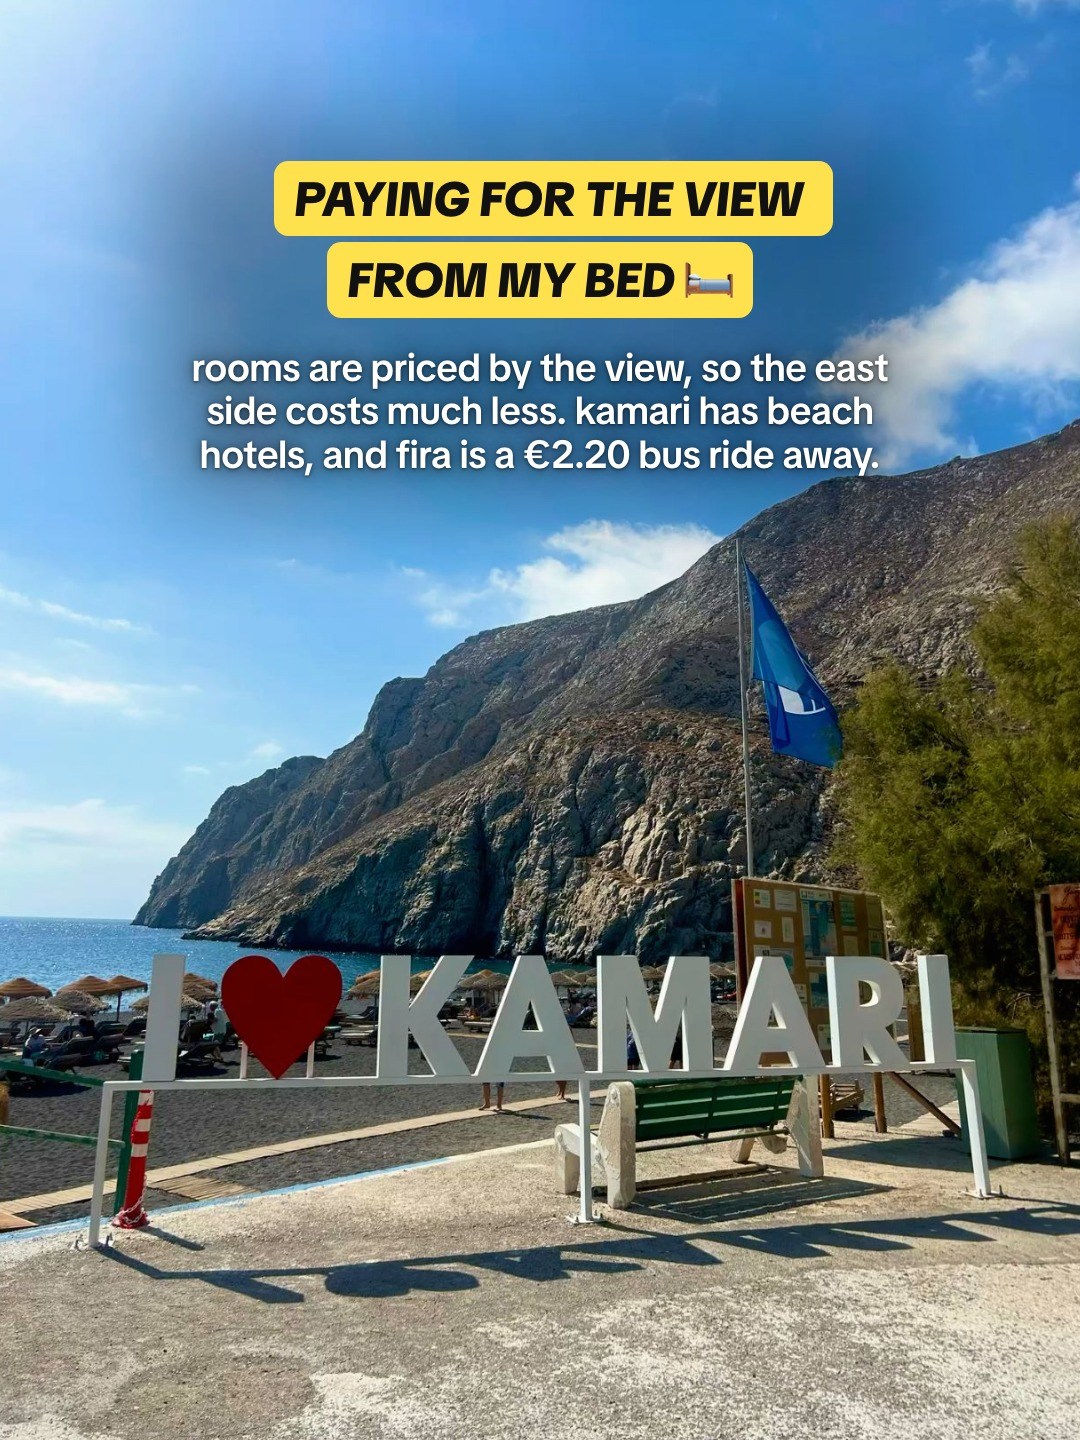 PAYING FOR THE VIEW
FROM MY BED 🛏️
rooms are priced by the view, so the east
side costs much less. kamari has beach
hotels, and fira is a €2.20 bus ride away.
I ❤️ KAMARI